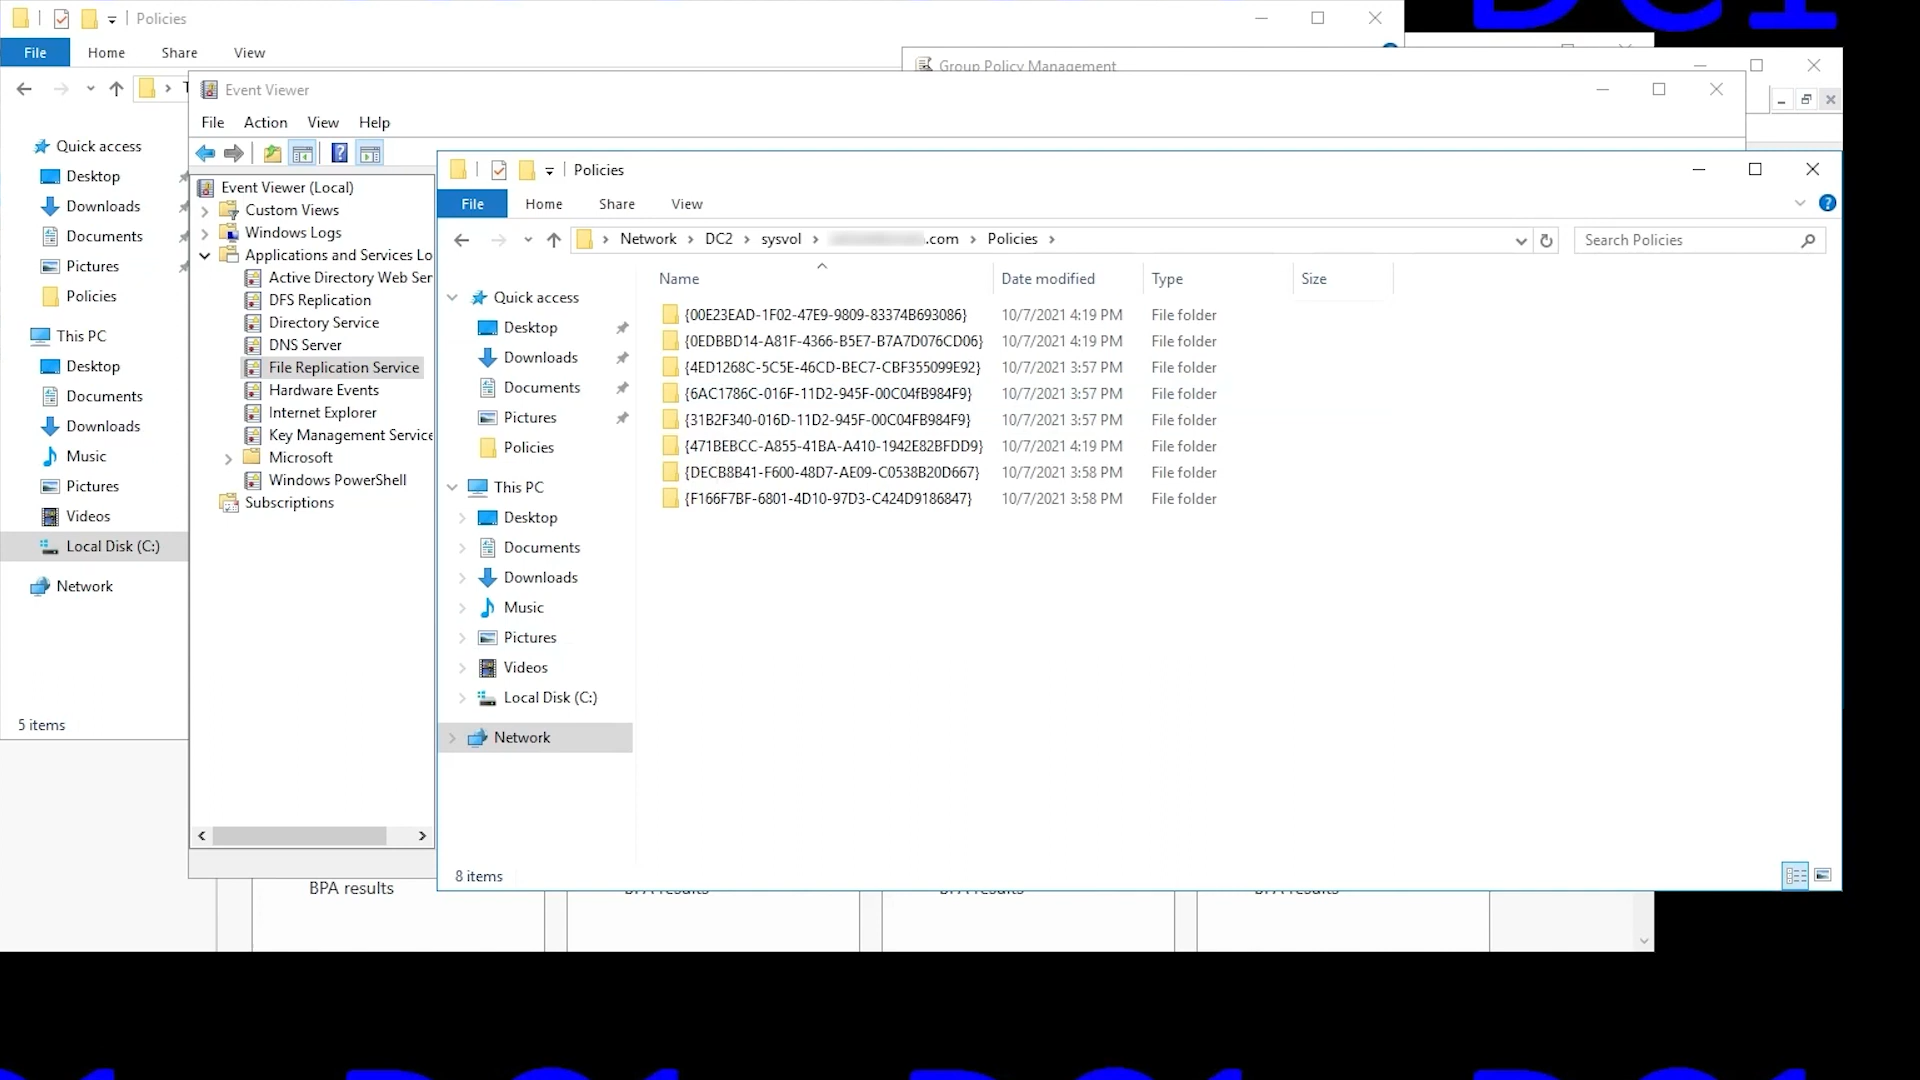 DC1
Policies
File Home Share View
Group Policy Management
Event Viewer
File Action View Help
Quick access
Desktop
Downloads
Documents
Pictures
Policies
This PC
Desktop
Documents
Downloads
Music
Pictures
Videos
Local Disk (C:)
Network
5 items
Event Viewer (Local)
Custom Views
Windows Logs
Applications and Services Lo
Active Directory Web Ser
DFS Replication
Directory Service
DNS Server
File Replication Service
Hardware Events
Internet Explorer
Key Management Service
Microsoft
Windows PowerShell
Subscriptions
Policies
File Home Share View
Network DC2 sysvol .com Policies
Search Policies
Quick access
Desktop
Downloads
Documents
Pictures
Policies
This PC
Desktop
Documents
Downloads
Music
Pictures
Videos
Local Disk (C:)
Network
Name Date modified Type Size
{00E23EAD-1F02-47E9-9809-83374B693086} 10/7/2021 4:19 PM File folder
{0EDBBD14-A81F-4366-B5E7-B7A7D076CD06} 10/7/2021 4:19 PM File folder
{4ED1268C-5C5E-46CD-BEC7-CBF355099E92} 10/7/2021 3:57 PM File folder
{6AC1786C-016F-11D2-945F-00C04fB984F9} 10/7/2021 3:57 PM File folder
{31B2F340-016D-11D2-945F-00C04FB984F9} 10/7/2021 3:57 PM File folder
{471BEBCC-A855-41BA-A410-1942E82BFDD9} 10/7/2021 4:19 PM File folder
{DECB8B41-F600-48D7-AE09-C0538B20D667} 10/7/2021 3:58 PM File folder
{F166F7BF-6801-4D10-97D3-C424D9186847} 10/7/2021 3:58 PM File folder
8 items
BPA results BPA results BPA results BPA results
DC1 DC1 DC1